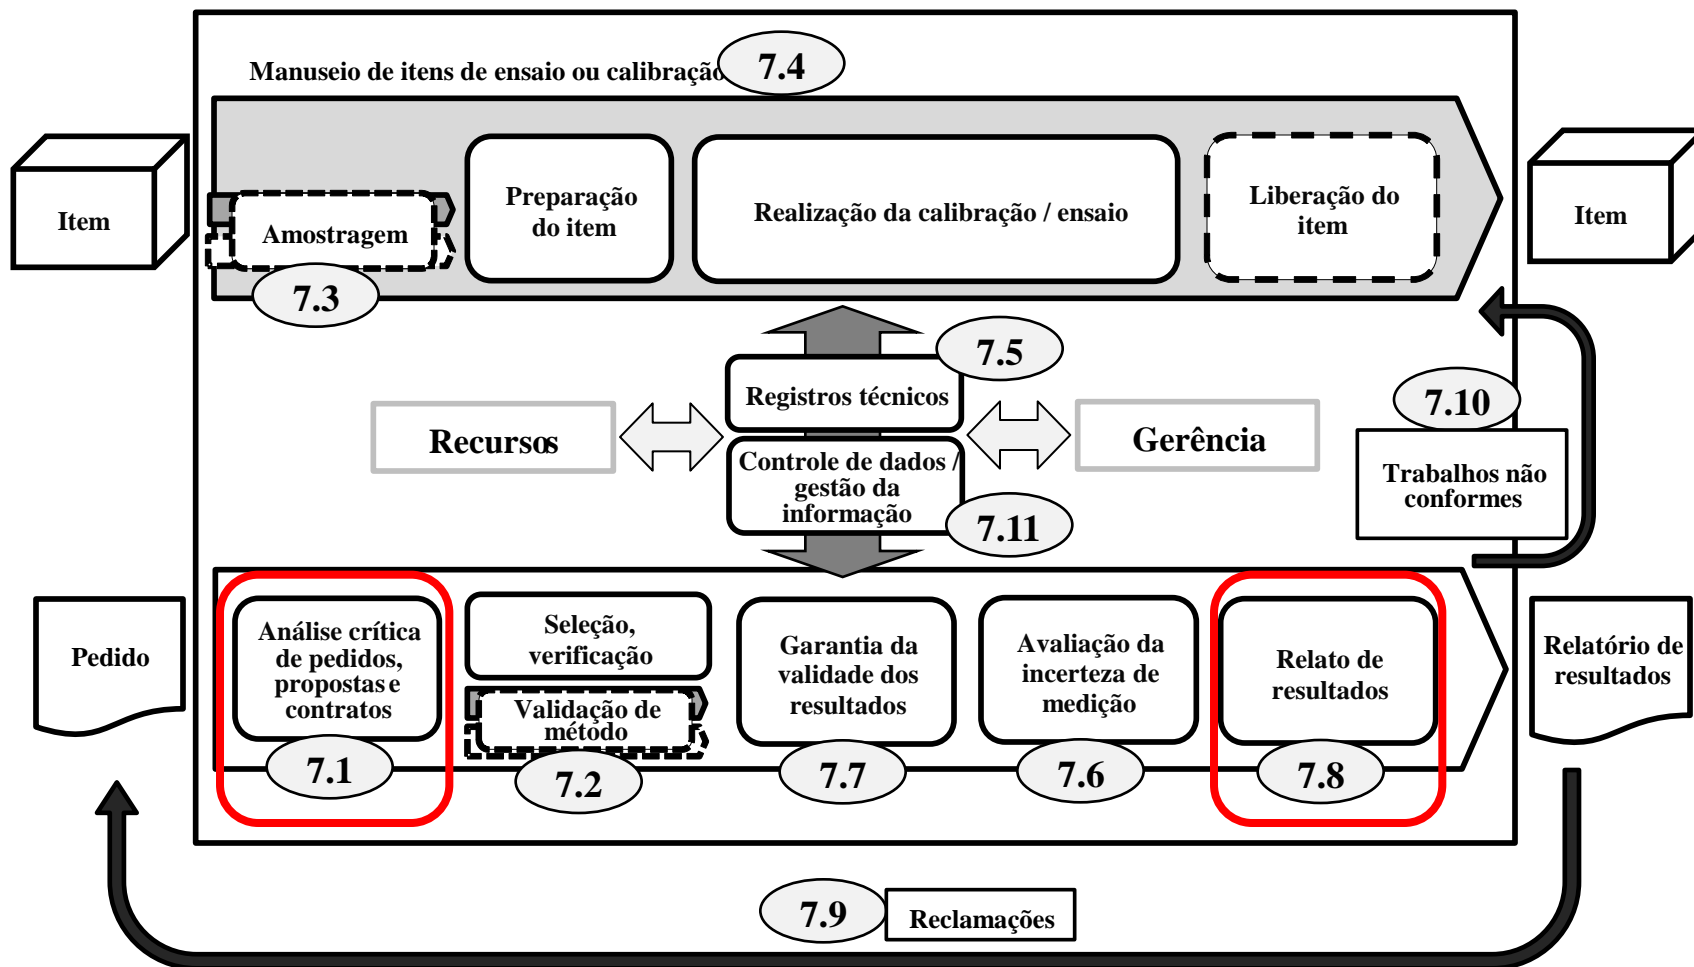 Manuseio de itens de ensaio ou calibração
7.4
Item
Amostragem
7.3
Preparação
do item
Realização da calibração / ensaio
Liberação do
item
Item
7.5
Registros técnicos
Recursos
Gerência
Controle de dados /
gestão da
informação
7.11
7.10
Trabalhos não
conformes
Pedido
Análise crítica
de pedidos,
propostas e
contratos
7.1
Seleção,
verificação
Validação de
método
7.2
Garantia da
validade dos
resultados
7.7
Avaliação da
incerteza de
medição
7.6
Relato de
resultados
7.8
Relatório de
resultados
7.9
Reclamações